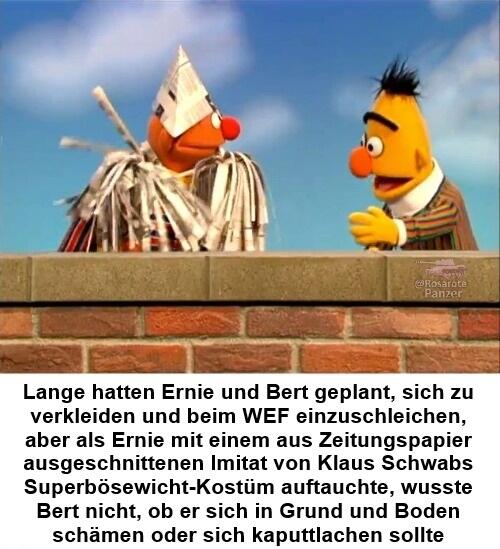 @Rosarote
Panzer
Lange hatten Ernie und Bert geplant, sich zu
verkleiden und beim WEF einzuschleichen,
aber als Ernie mit einem aus Zeitungspapier
ausgeschnittenen Imitat von Klaus Schwabs
Superbösewicht-Kostüm auftauchte, wusste
Bert nicht, ob er sich in Grund und Boden
schämen oder sich kaputtlachen sollte